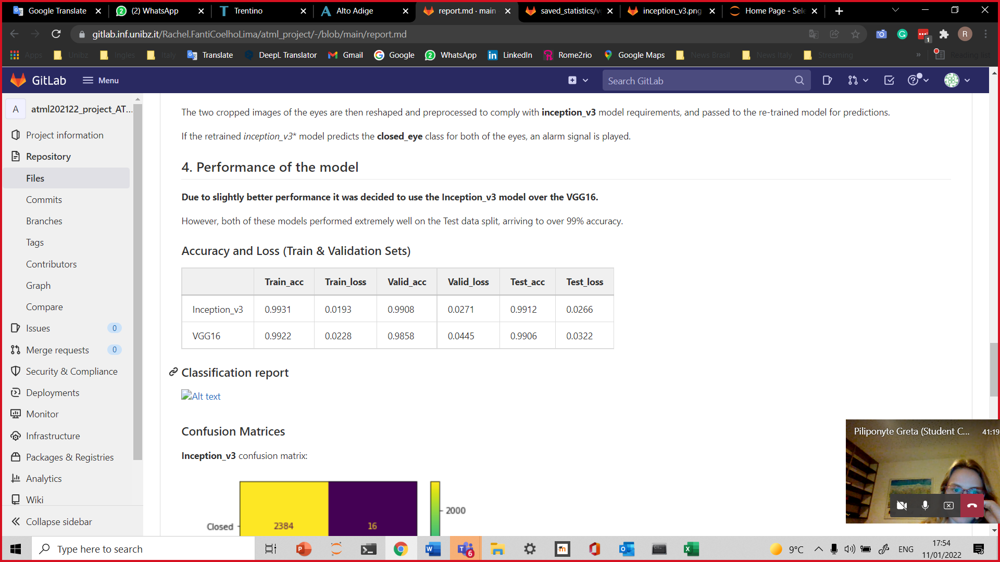 Google Translate
(2) WhatsApp
Trentino
Alto Adige
report.md · main
saved_statistics/v
inception_v3.png
Home Page - Sele
gitlab.inf.unibz.it/Rachel.FantiCoelhoLima/atml_project/-/blob/main/report.md
1
R
Apps
Unibz
Ingles
Italy
Translate
DeepL Translator
Gmail
Google
WhatsApp
LinkedIn
Rome2rio
Google Maps
News Brasil
News Italy
Streaming
»
Reading list
GitLab
Menu
Search GitLab
A
atml202122_project_AT...
Project information
Repository
Files
Commits
Branches
Tags
Contributors
Graph
Compare
Issues
0
Merge requests
0
Security & Compliance
Deployments
Monitor
Infrastructure
Packages & Registries
Analytics
Wiki
Collapse sidebar
The two cropped images of the eyes are then reshaped and preprocessed to comply with inception_v3 model requirements, and passed to the re-trained model for predictions.
If the retrained inception_v3* model predicts the closed_eye class for both of the eyes, an alarm signal is played.
4. Performance of the model
Due to slightly better performance it was decided to use the Inception_v3 model over the VGG16.
However, both of these models performed extremely well on the Test data split, arriving to over 99% accuracy.
Accuracy and Loss (Train & Validation Sets)
Train_acc Train_loss Valid_acc Valid_loss Test_acc Test_loss
Inception_v3 0.9931 0.0193 0.9908 0.0271 0.9912 0.0266
VGG16 0.9922 0.0228 0.9858 0.0445 0.9906 0.0322
Classification report
Alt text
Confusion Matrices
Inception_v3 confusion matrix:
Closed
2384
16
2000
Piliponyte Greta (Student C...
41:19
Type here to search
6
9°C
ENG
17:54
11/01/2022